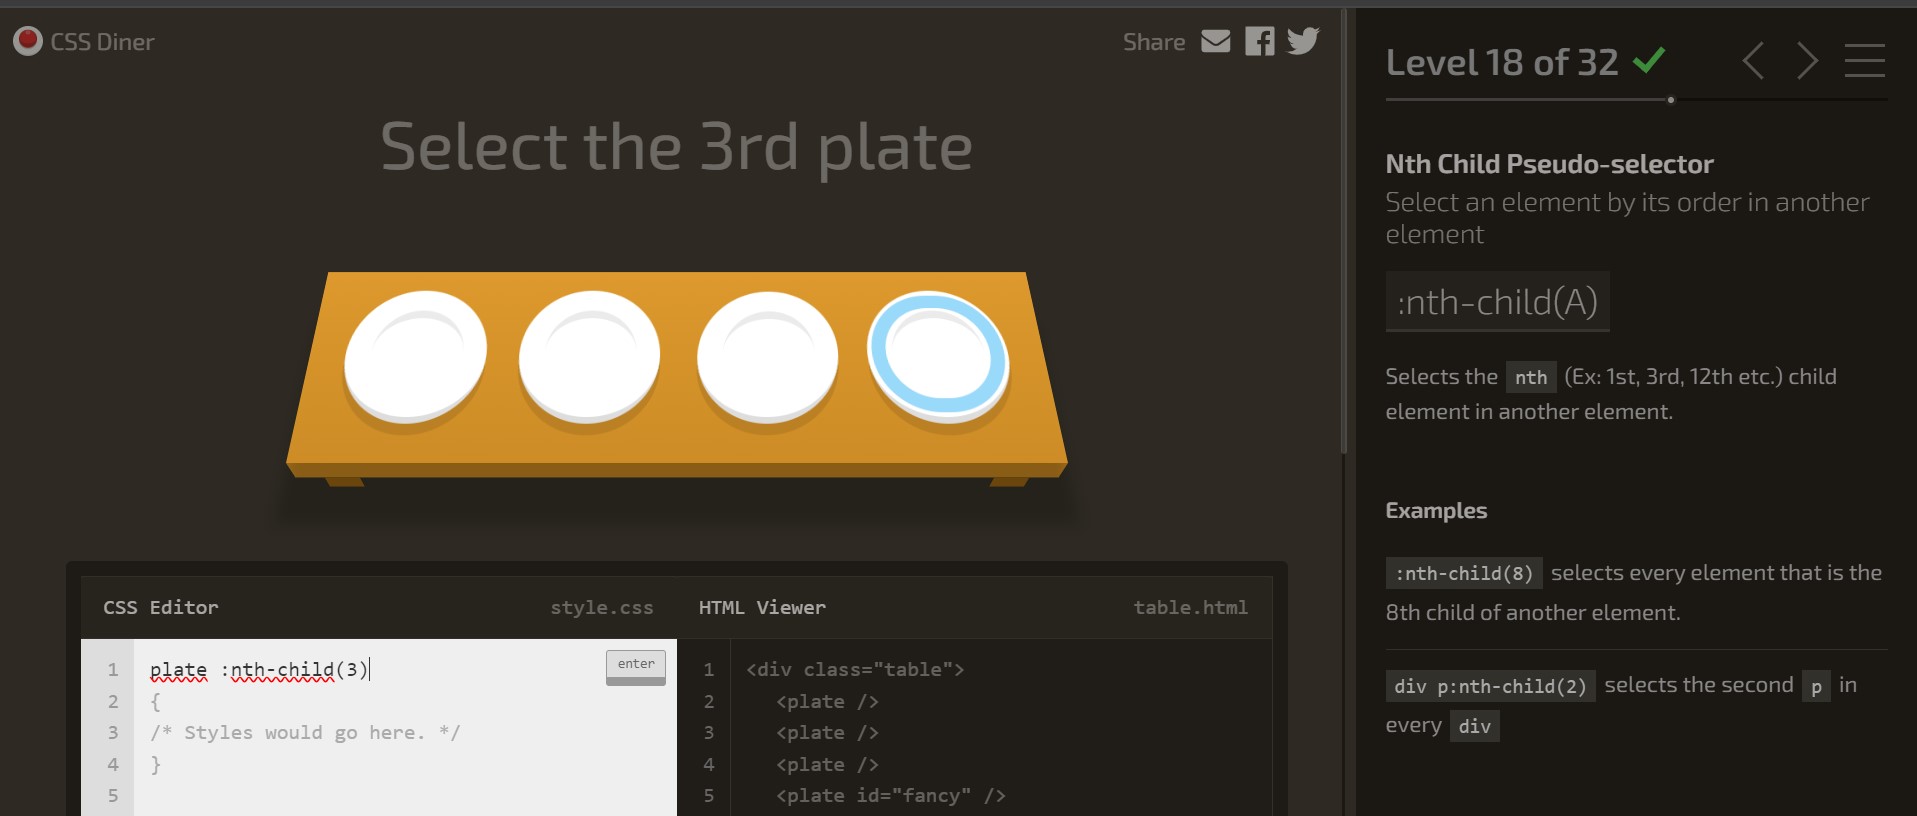 CSS Diner
Share
Select the 3rd plate
CSS Editor
style.css
1 plate :nth-child(3)
enter
2 {
3 /* Styles would go here. */
4 }
5
HTML Viewer
table.html
1 <div class="table">
2 <plate />
3 <plate />
4 <plate />
5 <plate id="fancy" />
Level 18 of 32
Nth Child Pseudo-selector
Select an element by its order in another
element
:nth-child(A)
Selects the nth (Ex: 1st, 3rd, 12th etc.) child
element in another element.
Examples
:nth-child(8) selects every element that is the
8th child of another element.
div p:nth-child(2) selects the second p in
every div